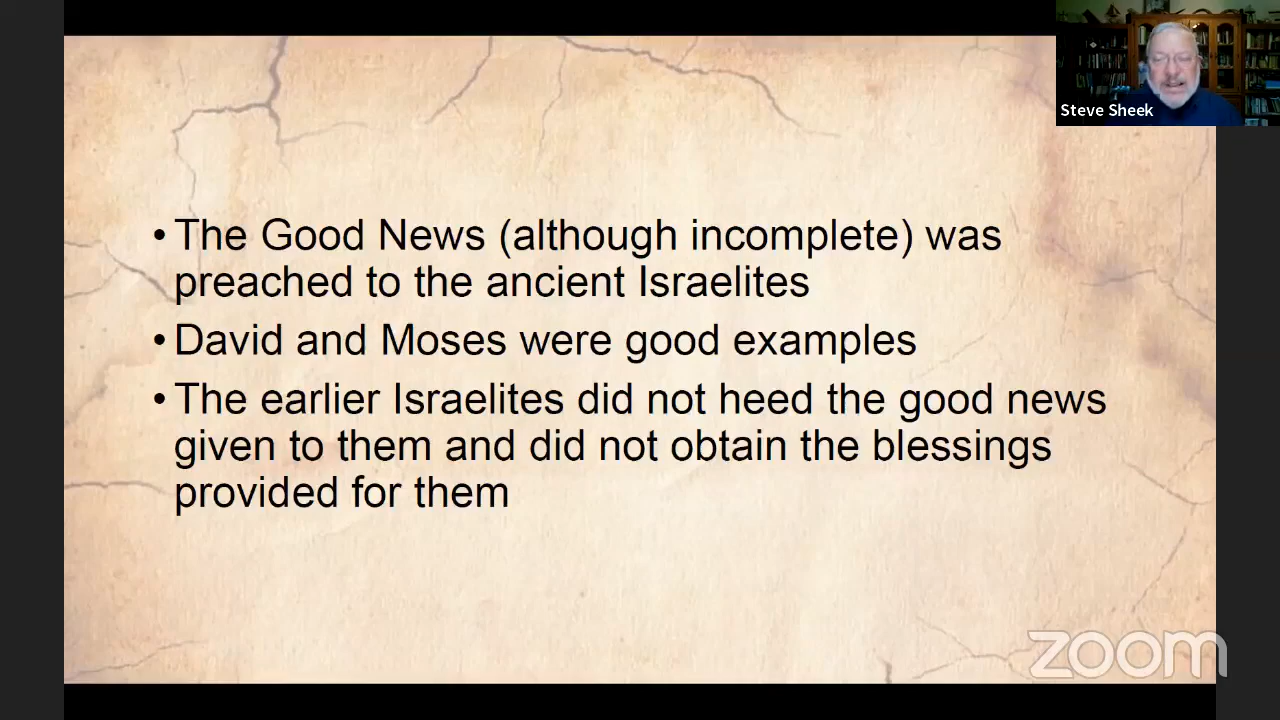 Steve Sheek
• The Good News (although incomplete) was
preached to the ancient Israelites
• David and Moses were good examples
• The earlier Israelites did not heed the good news
given to them and did not obtain the blessings
provided for them
zoom